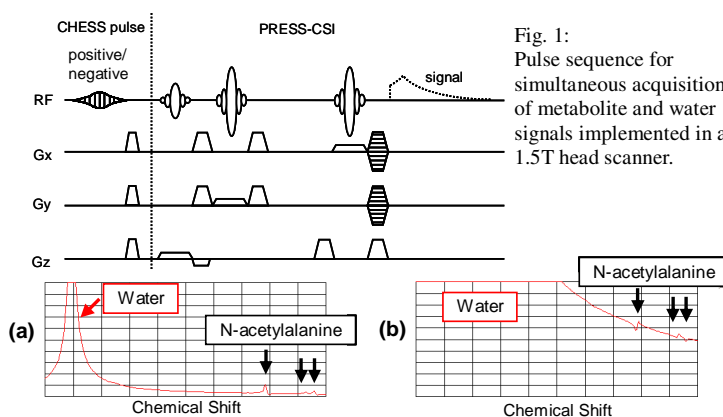 CHESS pulse
PRESS-CSI
positive/
negative
signal
RF
Gx
Gy
Gz
Fig. 1:
Pulse sequence for
simultaneous acquisition
of metabolite and water
signals implemented in a
1.5T head scanner.
(a)
Water
N-acetylalanine
Chemical Shift
(b)
Water
N-acetylalanine
Chemical Shift